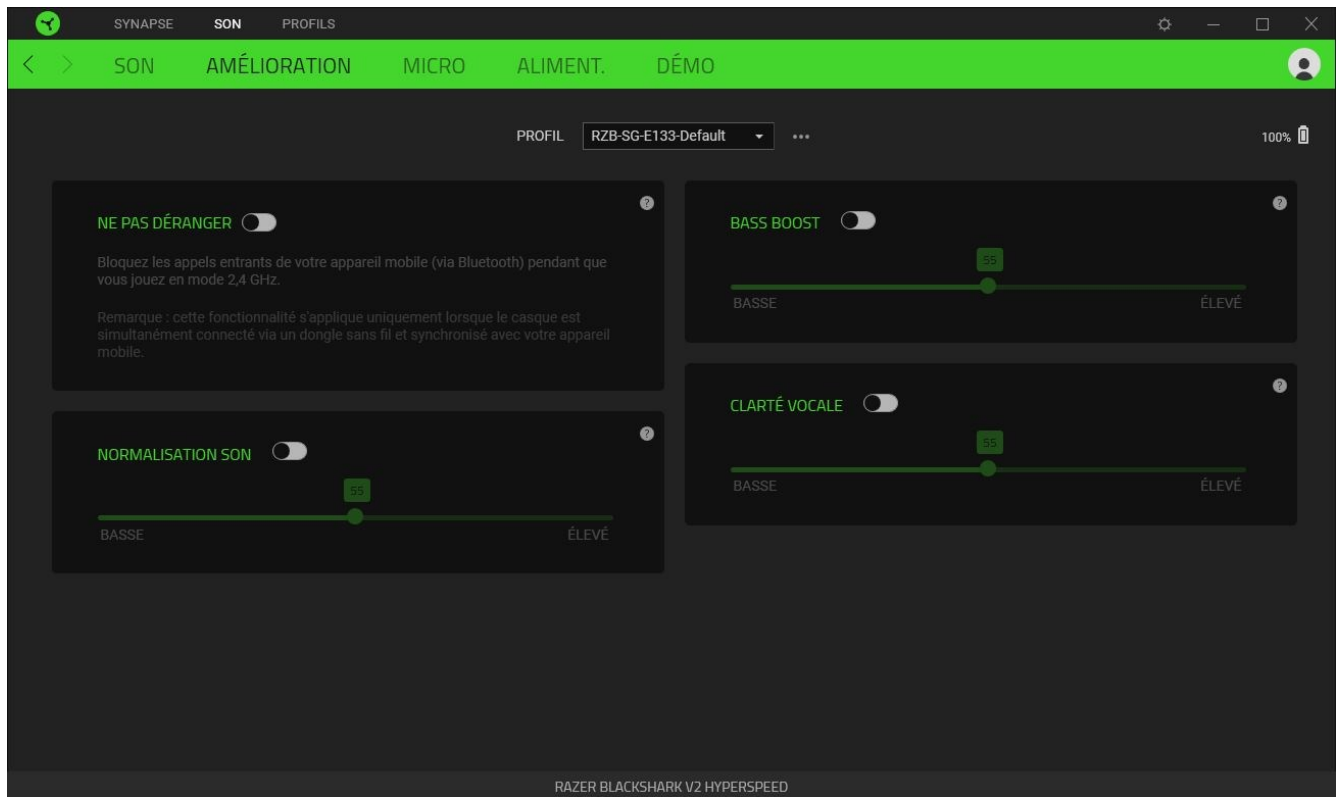 SYNAPSE SON PROFILS
SON AMÉLIORATION MICRO ALIMENT. DÉMO
PROFIL RZB-SG-E133-Default ••• 100%
NE PAS DÉRANGER ?
Bloquez les appels entrants de votre appareil mobile (via Bluetooth) pendant que
vous jouez en mode 2,4 GHz.
Remarque : cette fonctionnalité s'applique uniquement lorsque le casque est
simultanément connecté via un dongle sans fil et synchronisé avec votre appareil
mobile.
NORMALISATION SON ?
55
BASSE ÉLEVÉ
BASS BOOST ?
55
BASSE ÉLEVÉ
CLARTÉ VOCALE ?
55
BASSE ÉLEVÉ
RAZER BLACKSHARK V2 HYPERSPEED